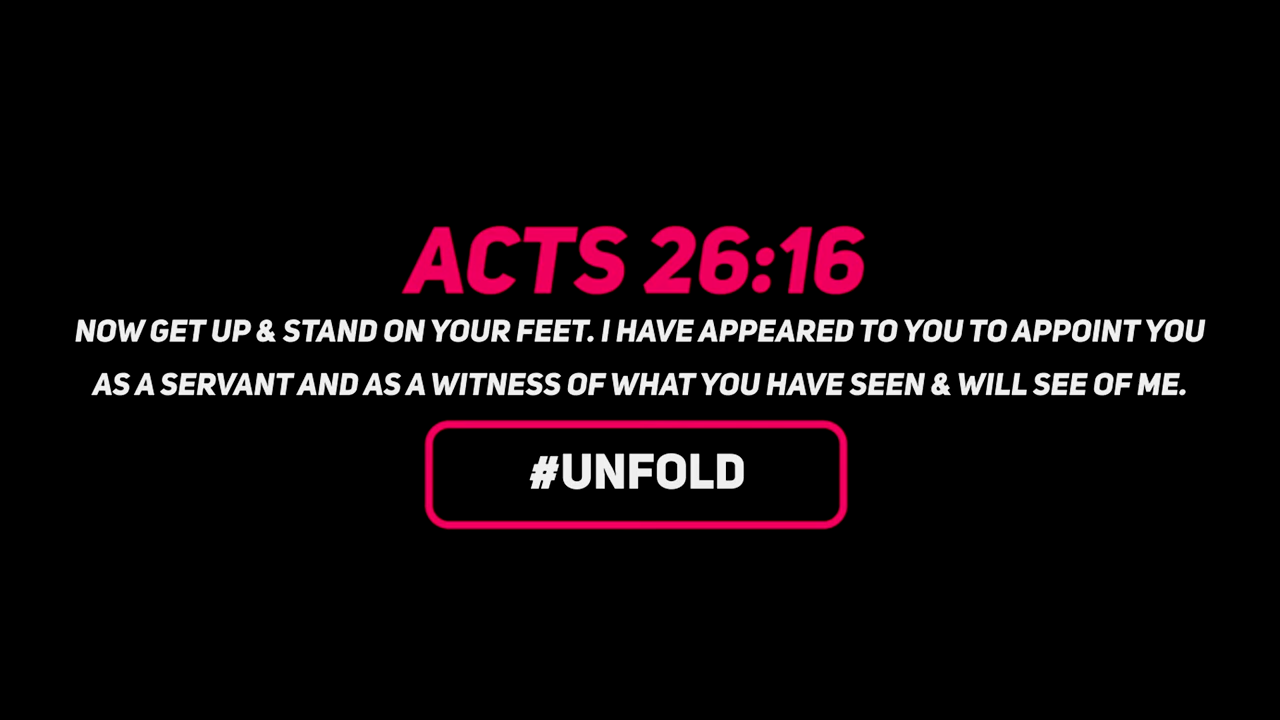 ACTS 26:16
NOW GET UP & STAND ON YOUR FEET. I HAVE APPEARED TO YOU TO APPOINT YOU
AS A SERVANT AND AS A WITNESS OF WHAT YOU HAVE SEEN & WILL SEE OF ME.
#UNFOLD